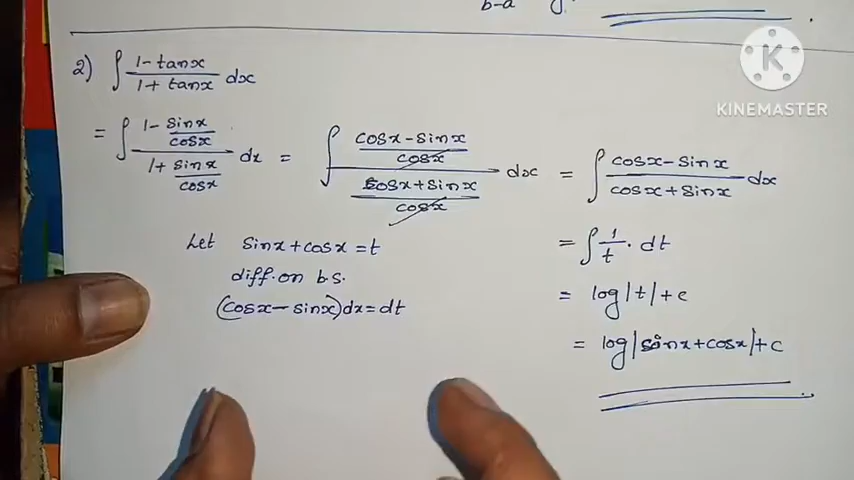 b-a
2) ∫ 1-tanx / 1+tanx dx
= ∫ (1 - sinx/cosx) / (1 + sinx/cosx) dx = ∫ ((cosx-sinx)/cosx) / ((cosx+sinx)/cosx) dx = ∫ (cosx-sinx)/(cosx+sinx) dx
Let sinx+cosx = t
diff. on b.s.
(cosx - sinx)dx = dt
= ∫ 1/t . dt
= log|t|+c
= log|sinx+cosx|+c
KINEMASTER